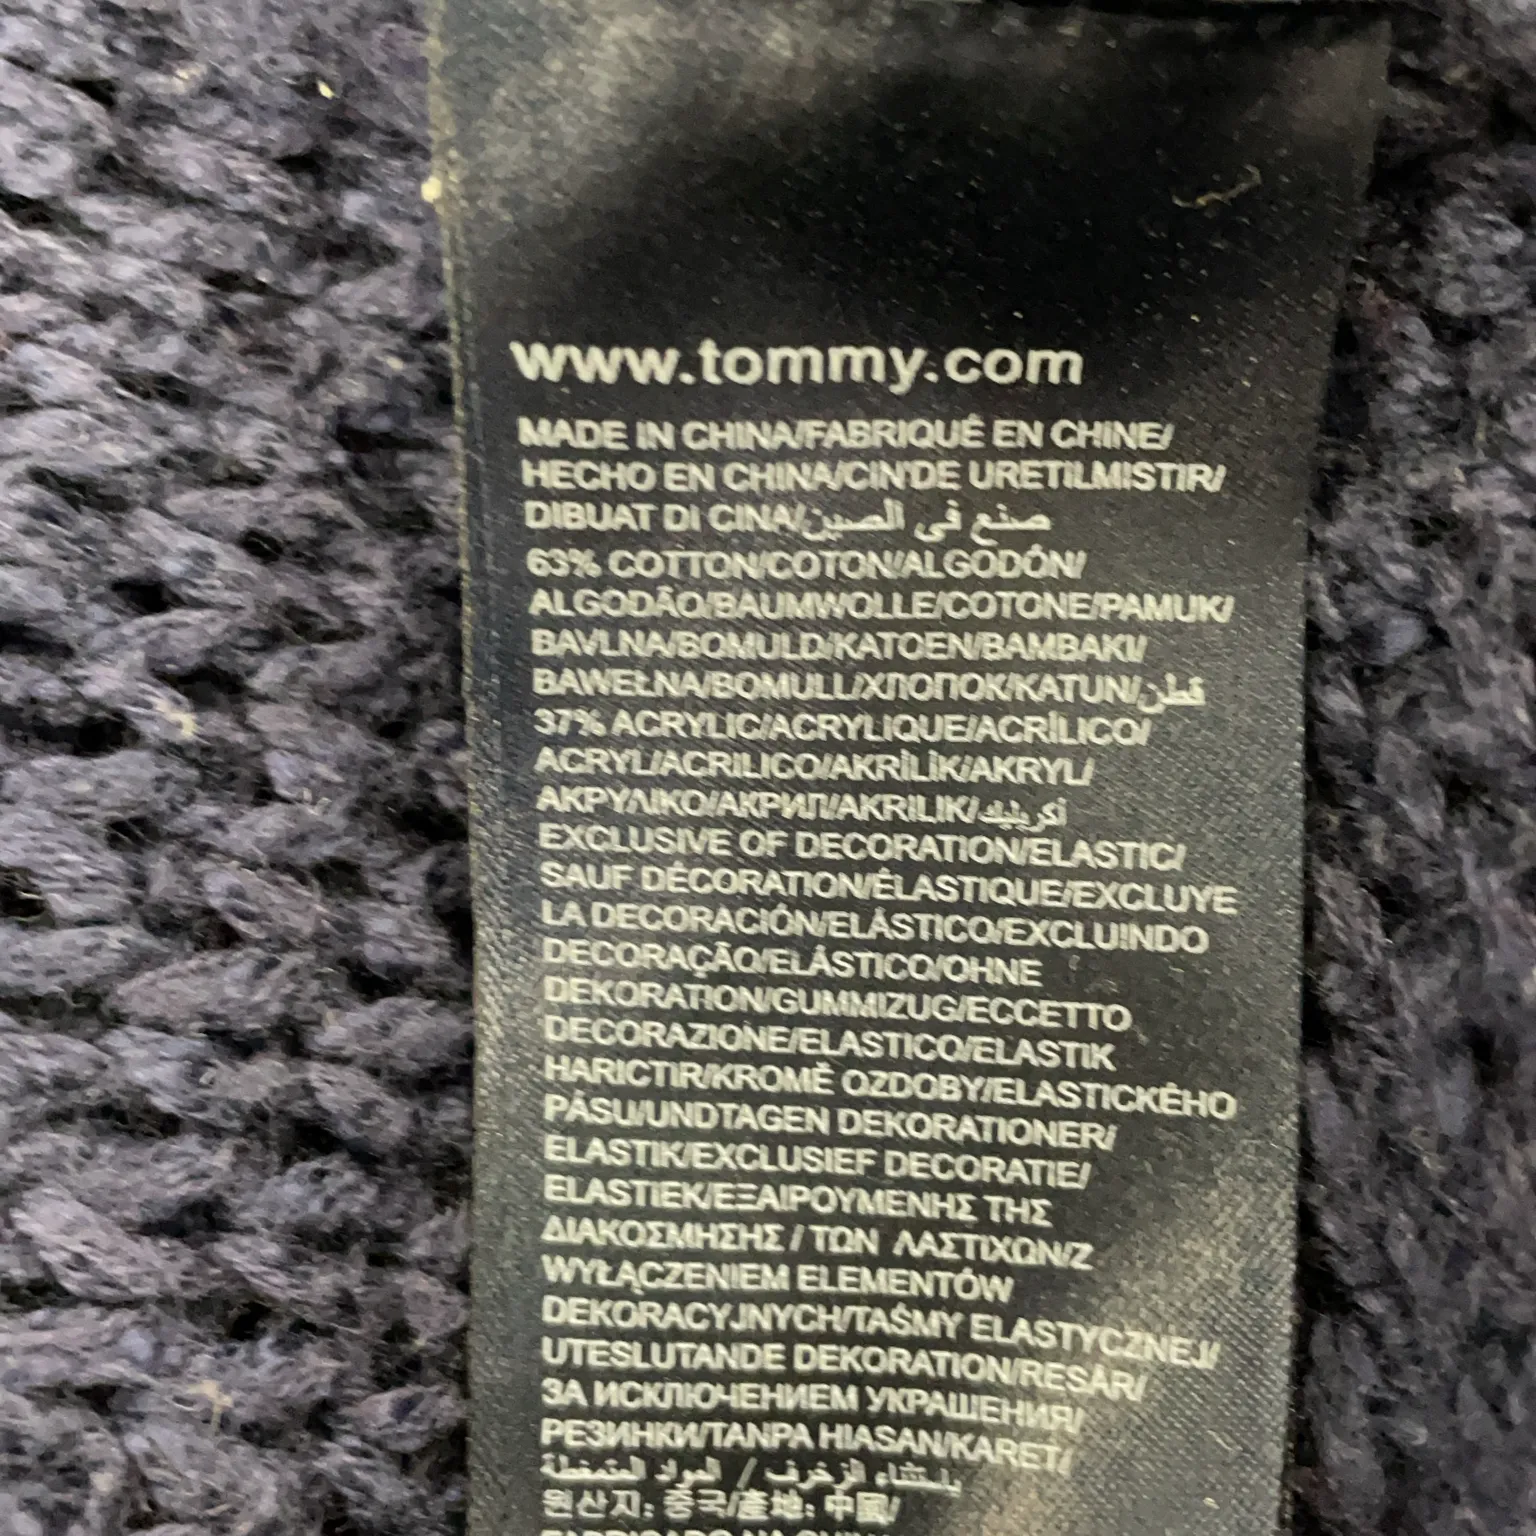 www.tommy.com
MADE IN CHINA/FABRIQUÉ EN CHINE/
HECHO EN CHINA/CIN'DE URETILMISTIR/
DIBUAT DI CINA/صنع في الصين
63% COTTON/COTON/ALGODÓN/
ALGODÃO/BAUMWOLLE/COTONE/PAMUK/
BAVLNA/BOMULD/KATOEN/BAMBAKI/
BAWEŁNA/BOMULL/ХЛОПОК/KATUN/قطن
37% ACRYLIC/ACRYLIQUE/ACRÍLICO/
ACRYL/ACRILICO/AKRİLİK/AKRYL/
ΑΚΡΥΛΙΚΟ/АКРИЛ/AKRILIK/أكريليك
EXCLUSIVE OF DECORATION/ELASTIC/
SAUF DÉCORATION/ÉLASTIQUE/EXCLUYE
LA DECORACIÓN/ELÁSTICO/EXCLUINDO
DECORAÇÃO/ELÁSTICO/OHNE
DEKORATION/GUMMIZUG/ECCETTO
DECORAZIONE/ELASTICO/ELASTIK
HARICTIR/KROMĚ OZDOBY/ELASTICKÉHO
PÁSU/UNDTAGEN DEKORATIONER/
ELASTIK/EXCLUSIEF DECORATIE/
ELASTIEK/ΕΞΑΙΡΟΥΜΕΝΗΣ ΤΗΣ
ΔΙΑΚΟΣΜΗΣΗΣ / ΤΩΝ ΛΑΣΤΙΧΩΝ/Z
WYŁĄCZENIEM ELEMENTÓW
DEKORACYJNYCH/TAŚMY ELASTYCZNEJ/
UTESLUTANDE DEKORATION/RESÅR/
ЗА ИСКЛЮЧЕНИЕМ УКРАШЕНИЯ/
РЕЗИНКИ/TANPA HIASAN/KARET/
باستثناء الزخرف / المواد المتمغطة
원산지: 중국/產地: 中國/